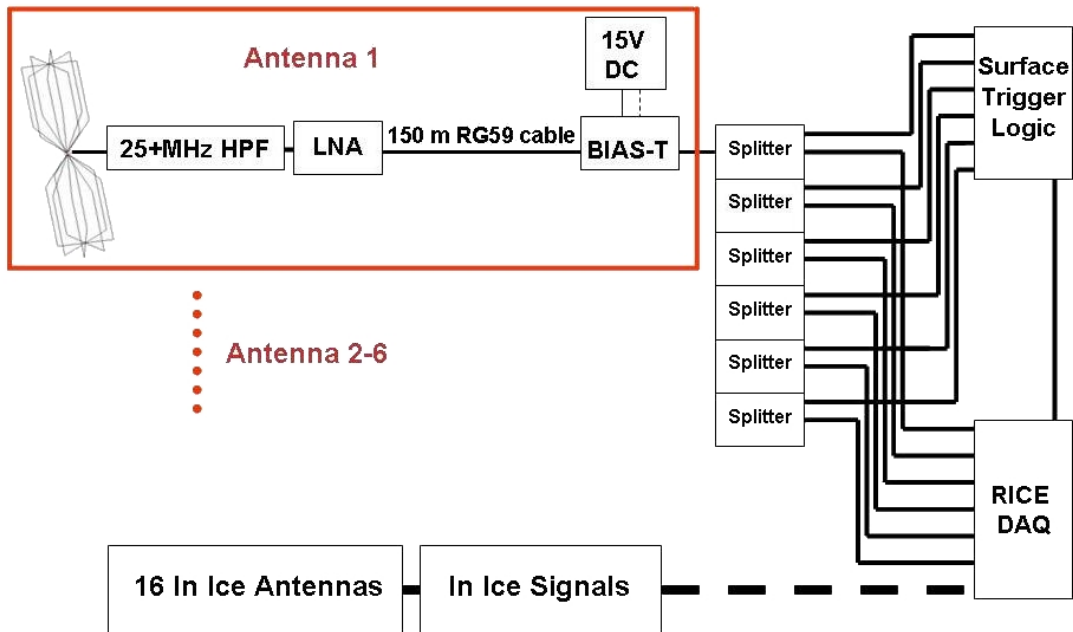 Antenna 1
15V
DC
25+MHz HPF
LNA
150 m RG59 cable
BIAS-T
Splitter
Splitter
Splitter
Splitter
Splitter
Splitter
Surface
Trigger
Logic
Antenna 2-6
RICE
DAQ
16 In Ice Antennas
In Ice Signals